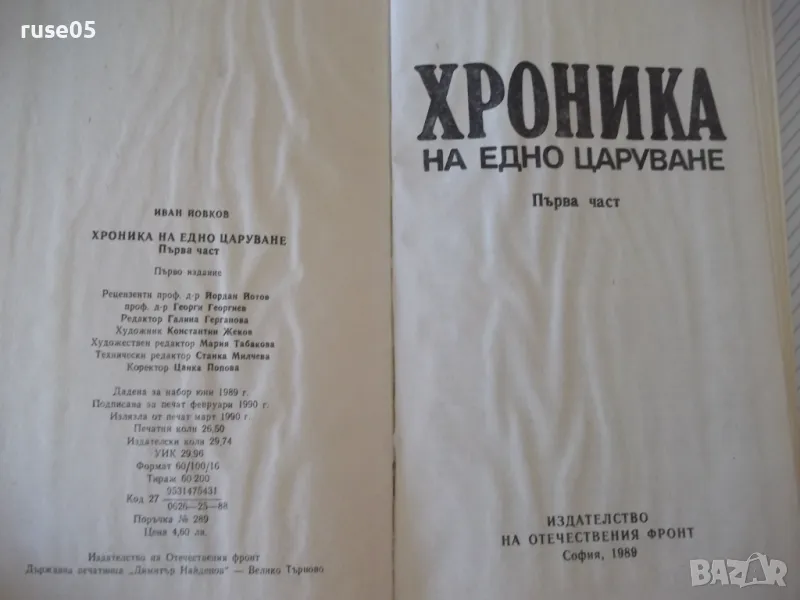 ruse05
ИВАН ЙОВКОВ
ХРОНИКА НА ЕДНО ЦАРУВАНЕ
Първа част
Първо издание
Рецензенти проф. д-р Йордан Йотов
проф. д-р Георги Георгиев
Редактор Галина Герганова
Художник Константин Жеков
Художествен редактор Мария Табакова
Технически редактор Станка Милчева
Коректор Цанка Попова
Дадена за набор юни 1989 г.
Подписана за печат февруари 1990 г.
Излязла от печат март 1990 г.
Печатни коли 26,50
Издателски коли 29,74
УИК 29,96
Формат 60/100/16
Тираж 60 200
Код 27 9531475431
0626—25—88
Поръчка № 289
Цена 4,60 лв.
Издателство на Отечествения фронт
Държавна печатница „Димитър Найденов“ — Велико Търново
ХРОНИКА
НА ЕДНО ЦАРУВАНЕ
Първа част
ИЗДАТЕЛСТВО
НА ОТЕЧЕСТВЕНИЯ ФРОНТ
София, 1989
BAZAR